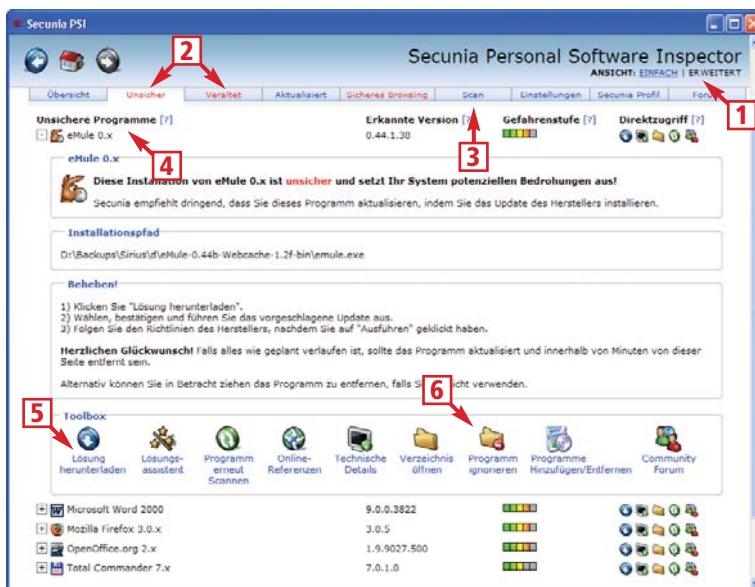 Secunia PSI
Secunia Personal Software Inspector
ANSICHT: EINFACH | ERWEITERT
2
1
Übersicht Unsicher Veraltet Aktualisiert Sicheres Browsing Scan Einstellungen Secunia Profil Forum
Unsichere Programme [?] Erkannte Version [?] Gefahrenstufe [?] Direktzugriff [?]
eMule 0.x 0.44.1.38
4
3
eMule 0.x
Diese Installation von eMule 0.x ist unsicher und setzt Ihr System potenziellen Bedrohungen aus!
Secunia empfiehlt dringend, dass Sie dieses Programm aktualisieren, indem Sie das Update des Herstellers installieren.
Installationspfad
D:\Backups\Sirius\d\eMule-0.44b-Webcache-1.2f-bin\emule.exe
Beheben!
1) Klicken Sie "Lösung herunterladen".
2) Wählen, bestätigen und führen Sie das vorgeschlagene Update aus.
3) Folgen Sie den Richtlinien des Herstellers, nachdem Sie auf "Ausführen" geklickt haben.
Herzlichen Glückwunsch! Falls alles wie geplant verlaufen ist, sollte das Programm aktualisiert und innerhalb von Minuten von dieser
Seite entfernt sein.
Alternativ können Sie in Betracht ziehen das Programm zu entfernen, falls icht verwenden.
5
6
Toolbox
Lösung herunterladen
Lösungs-assistent
Programm erneut Scannen
Online-Referenzen
Technische Details
Verzeichnis öffnen
Programm ignorieren
Programme Hinzufügen/Entfernen
Community Forum
Microsoft Word 2000 9.0.0.3822
Mozilla Firefox 3.0.x 3.0.5
OpenOffice.org 2.x 1.9.9027.500
Total Commander 7.x 7.0.1.0